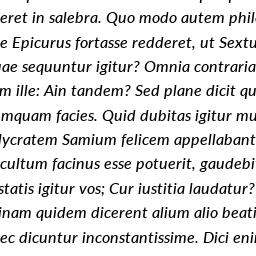 eret in salebra. Quo modo autem phil
e Epicurus fortasse redderet, ut Sextu
ae sequuntur igitur? Omnia contraria
m ille: Ain tandem? Sed plane dicit qu
mquam facies. Quid dubitas igitur mu
lycratem Samium felicem appellabant
cultum facinus esse potuerit, gaudebi
statis igitur vos; Cur iustitia laudatur?
inam quidem dicerent alium alio beati
ec dicuntur inconstantissime. Dici eni